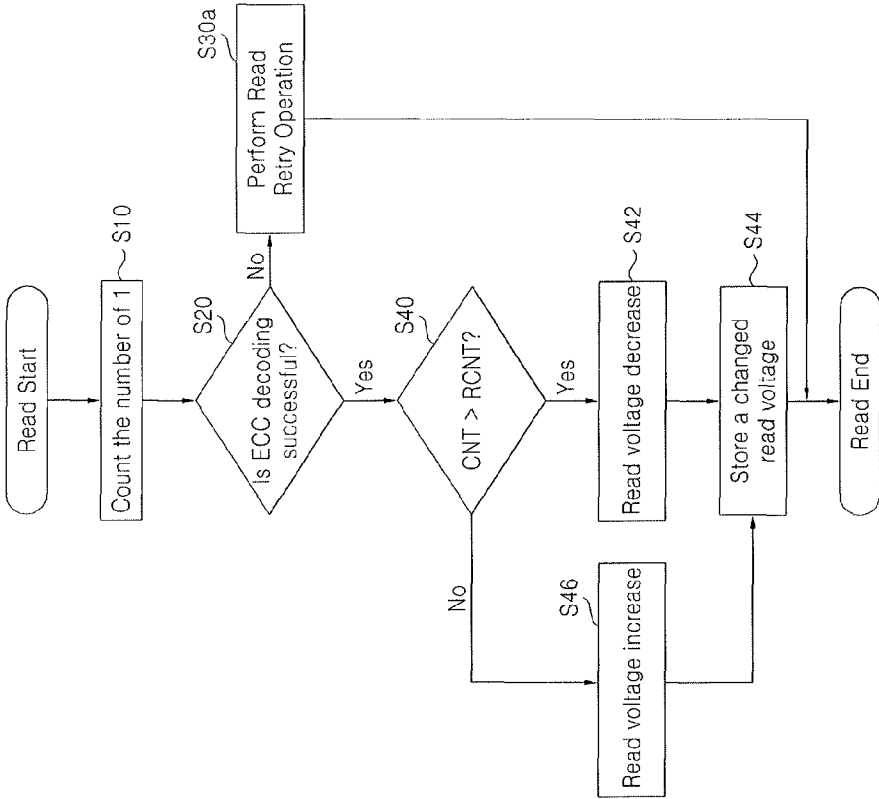 Read Start
S10
Count the number of 1
S20
Is ECC decoding
successful?
No
S30a
Perform Read
Retry Operation
Yes
S40
CNT > RCNT?
No
Yes
S46
Read voltage increase
S42
Read voltage decrease
S44
Store a changed
read voltage
Read End